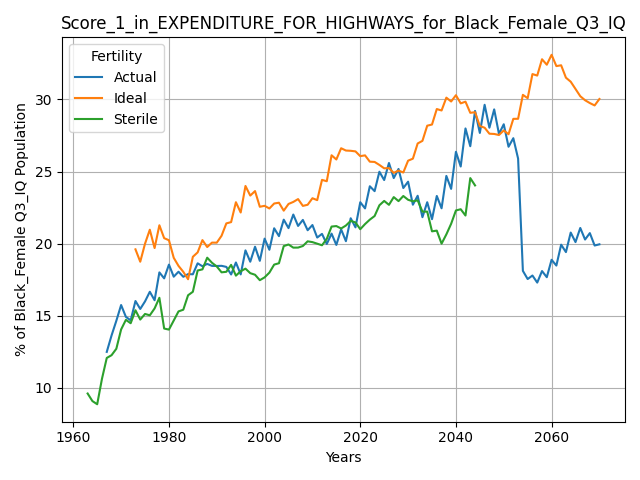 Score_1_in_EXPENDITURE_FOR_HIGHWAYS_for_Black_Female_Q3_IQ
Fertility
Actual
Ideal
Sterile
% of Black_Female Q3_IQ Population
30
25
20
15
10
1960
1980
2000
2020
2040
2060
Years